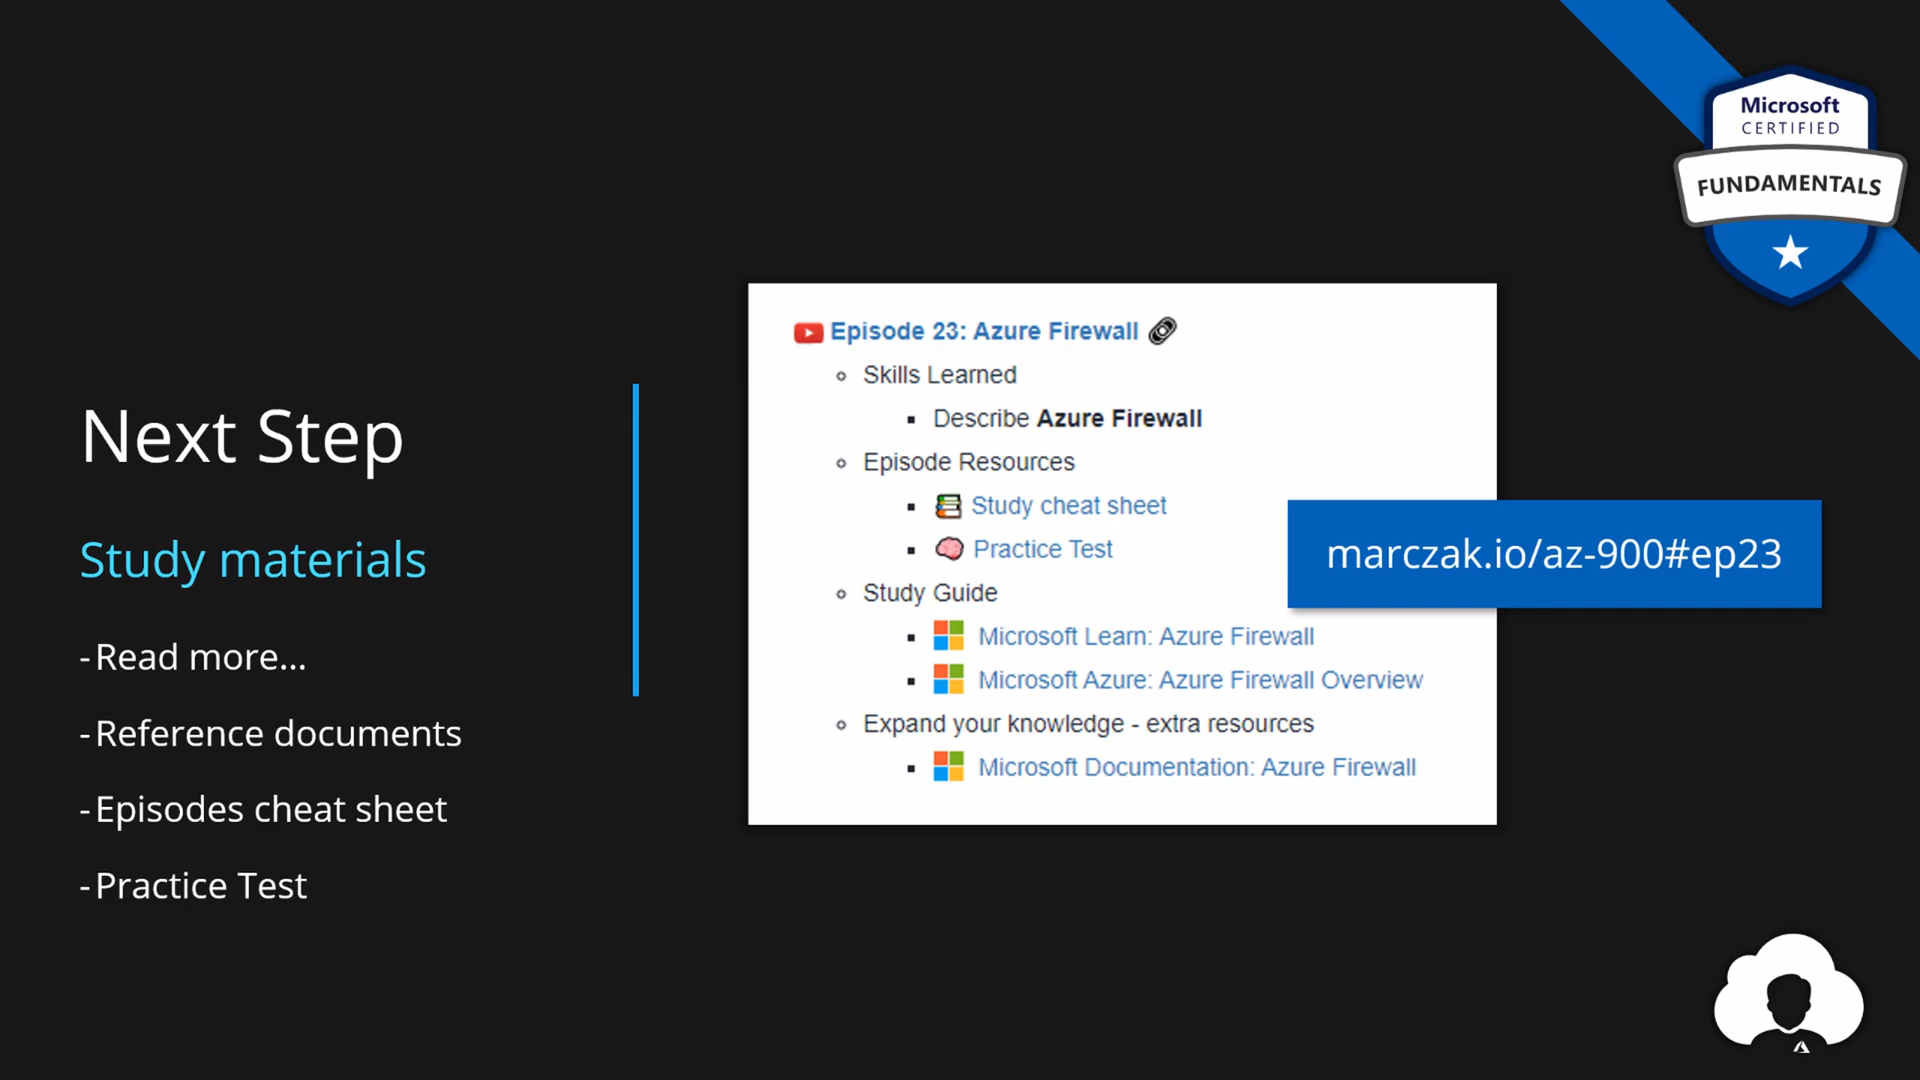 Microsoft
CERTIFIED
FUNDAMENTALS
Next Step
Study materials
-Read more...
-Reference documents
-Episodes cheat sheet
-Practice Test
Episode 23: Azure Firewall
Skills Learned
Describe Azure Firewall
Episode Resources
Study cheat sheet
Practice Test
Study Guide
Microsoft Learn: Azure Firewall
Microsoft Azure: Azure Firewall Overview
Expand your knowledge - extra resources
Microsoft Documentation: Azure Firewall
marczak.io/az-900#ep23